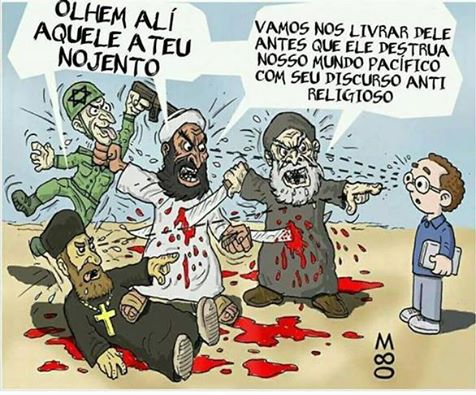 OLHEM ALÍ
AQUELE ATEU
NOJENTO
VAMOS NOS LIVRAR DELE
ANTES QUE ELE DESTRUA
NOSSO MUNDO PACÍFICO
COM SEU DISCURSO ANTI
RELIGIOSO